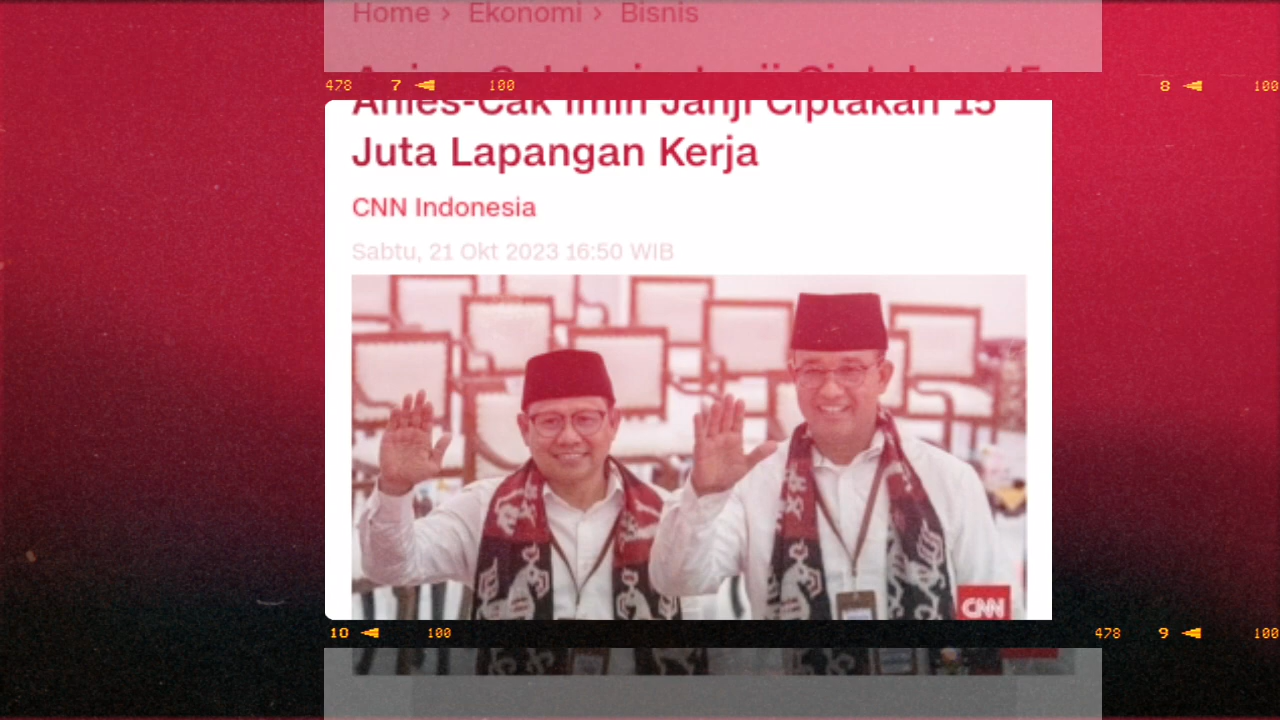 Home › Ekonomi › Bisnis
478 7 100 8 100
Anies-Cak Imin Janji Ciptakan 15
Juta Lapangan Kerja
CNN Indonesia
Sabtu, 21 Okt 2023 16:50 WIB
CNN
10 100 478 9 100